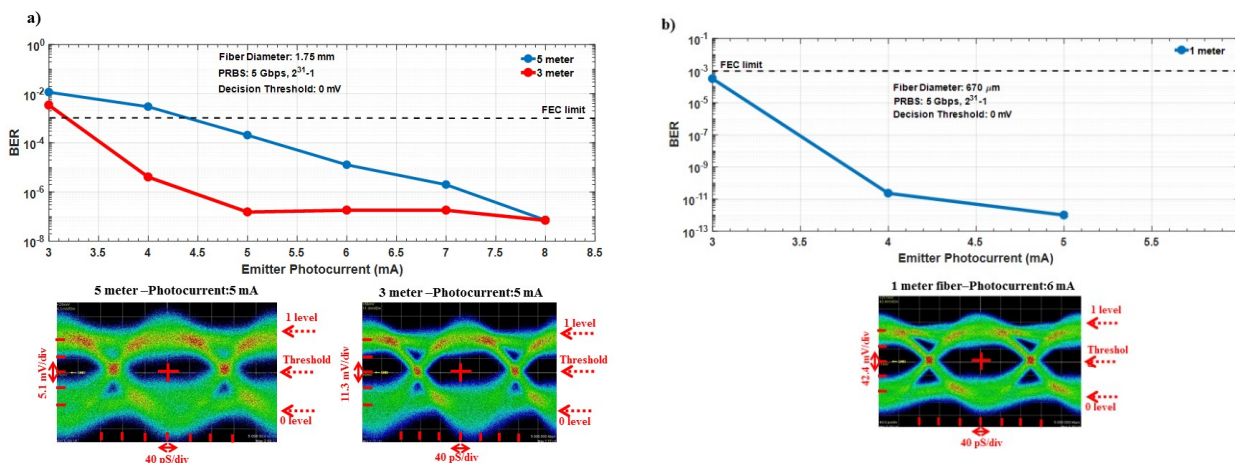 a)
Fiber Diameter: 1.75 mm
PRBS: 5 Gbps, 2^31-1
Decision Threshold: 0 mV
5 meter
3 meter
FEC limit
BER
10^0
10^-2
10^-4
10^-6
10^-8
3 3.5 4 4.5 5 5.5 6 6.5 7 7.5 8 8.5
Emitter Photocurrent (mA)
5 meter –Photocurrent:5 mA
1 level
Threshold
0 level
5.1 mV/div
40 pS/div
3 meter –Photocurrent:5 mA
1 level
Threshold
0 level
11.3 mV/div
40 pS/div
b)
1 meter
FEC limit
Fiber Diameter: 670 μm
PRBS: 5 Gbps, 2^31-1
Decision Threshold: 0 mV
BER
10^-1
10^-3
10^-5
10^-7
10^-9
10^-11
10^-13
3 3.5 4 4.5 5 5.5
Emitter Photocurrent (mA)
1 meter fiber–Photocurrent:6 mA
1 level
Threshold
0 level
42.4 mV/div
40 pS/div